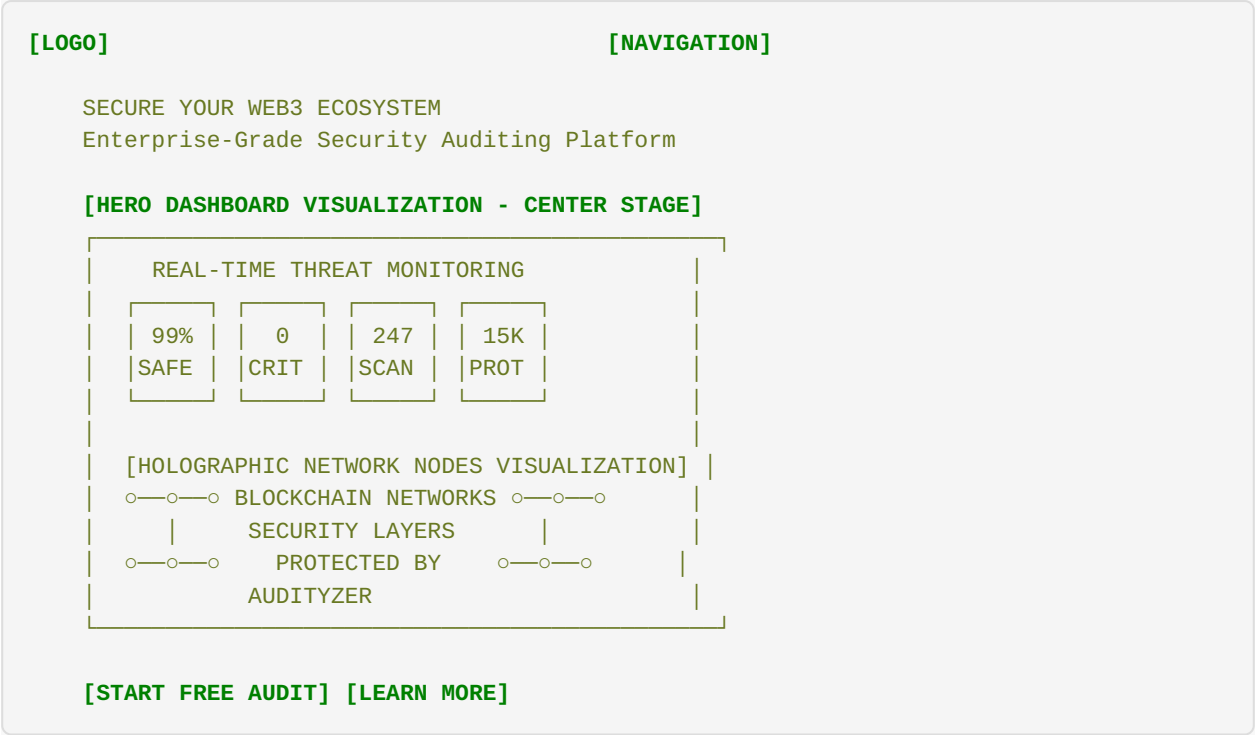 [LOGO] [NAVIGATION]
SECURE YOUR WEB3 ECOSYSTEM
Enterprise-Grade Security Auditing Platform
[HERO DASHBOARD VISUALIZATION - CENTER STAGE]
REAL-TIME THREAT MONITORING
99% 0 247 15K
SAFE CRIT SCAN PROT
[HOLOGRAPHIC NETWORK NODES VISUALIZATION]
○──○──○ BLOCKCHAIN NETWORKS ○──○──○
SECURITY LAYERS
○──○──○ PROTECTED BY ○──○──○
AUDITYZER
[START FREE AUDIT] [LEARN MORE]